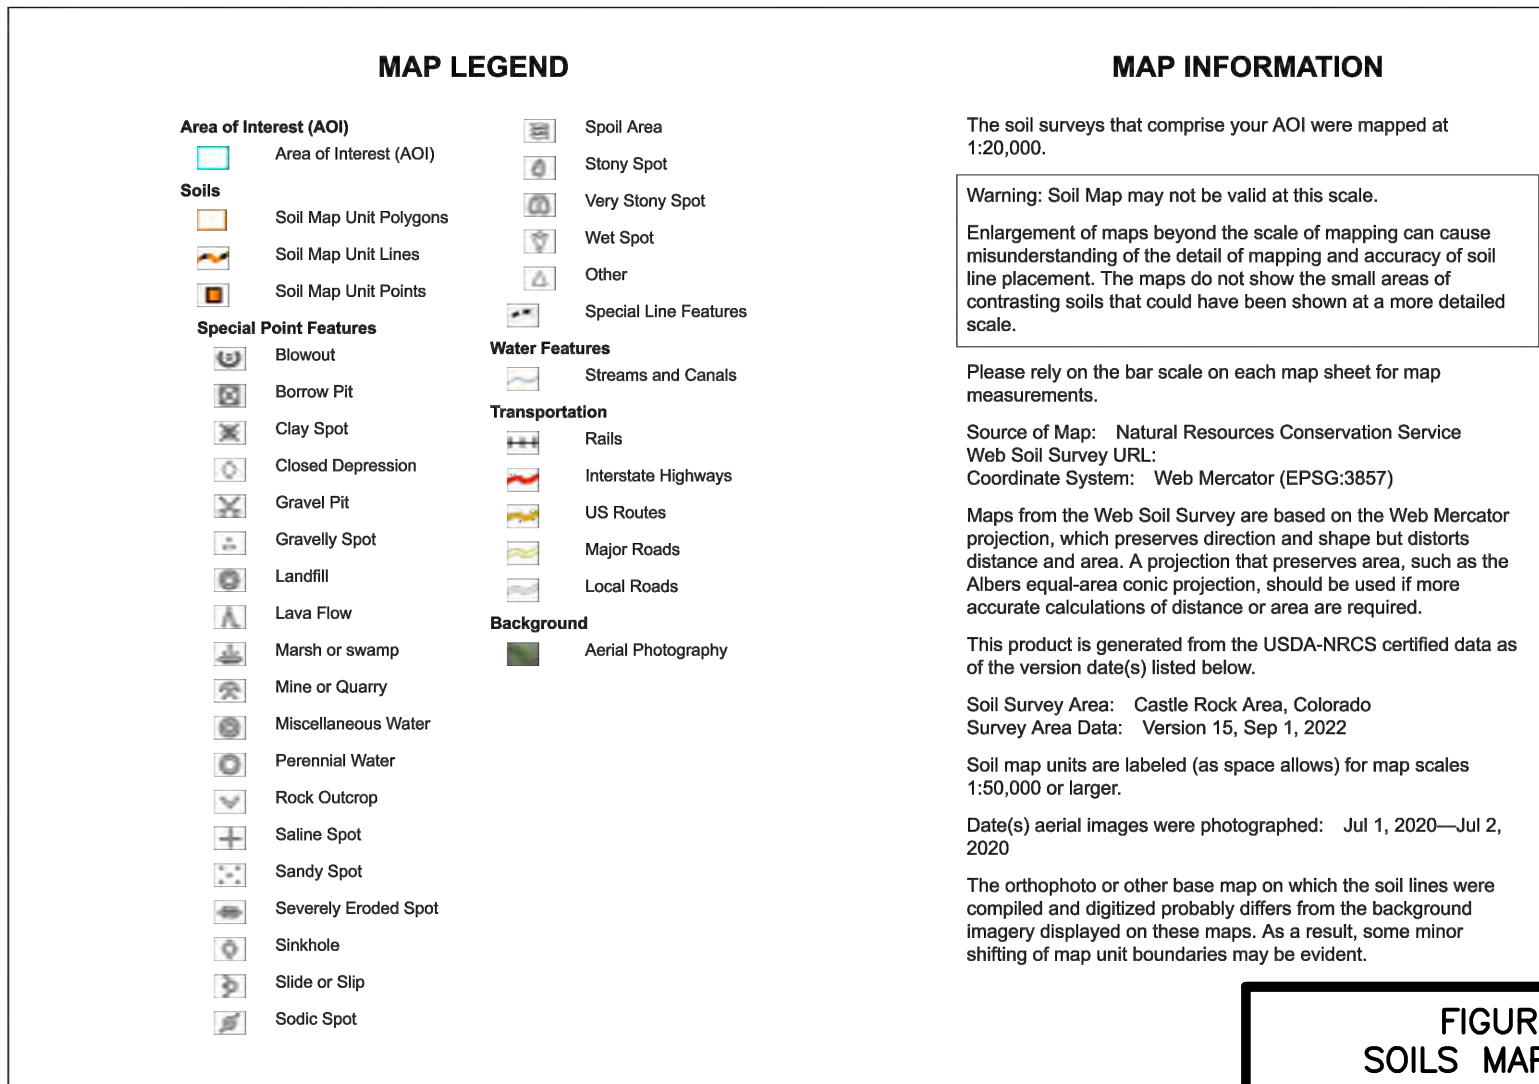 MAP LEGEND
Area of Interest (AOI)
Area of Interest (AOI)
Soils
Soil Map Unit Polygons
Soil Map Unit Lines
Soil Map Unit Points
Special Point Features
Blowout
Borrow Pit
Clay Spot
Closed Depression
Gravel Pit
Gravelly Spot
Landfill
Lava Flow
Marsh or swamp
Mine or Quarry
Miscellaneous Water
Perennial Water
Rock Outcrop
Saline Spot
Sandy Spot
Severely Eroded Spot
Sinkhole
Slide or Slip
Sodic Spot
Spoil Area
Stony Spot
Very Stony Spot
Wet Spot
Other
Special Line Features
Water Features
Streams and Canals
Transportation
Rails
Interstate Highways
US Routes
Major Roads
Local Roads
Background
Aerial Photography
MAP INFORMATION
The soil surveys that comprise your AOI were mapped at
1:20,000.
Warning: Soil Map may not be valid at this scale.
Enlargement of maps beyond the scale of mapping can cause
misunderstanding of the detail of mapping and accuracy of soil
line placement. The maps do not show the small areas of
contrasting soils that could have been shown at a more detailed
scale.
Please rely on the bar scale on each map sheet for map
measurements.
Source of Map: Natural Resources Conservation Service
Web Soil Survey URL:
Coordinate System: Web Mercator (EPSG:3857)
Maps from the Web Soil Survey are based on the Web Mercator
projection, which preserves direction and shape but distorts
distance and area. A projection that preserves area, such as the
Albers equal-area conic projection, should be used if more
accurate calculations of distance or area are required.
This product is generated from the USDA-NRCS certified data as
of the version date(s) listed below.
Soil Survey Area: Castle Rock Area, Colorado
Survey Area Data: Version 15, Sep 1, 2022
Soil map units are labeled (as space allows) for map scales
1:50,000 or larger.
Date(s) aerial images were photographed: Jul 1, 2020—Jul 2,
2020
The orthophoto or other base map on which the soil lines were
compiled and digitized probably differs from the background
imagery displayed on these maps. As a result, some minor
shifting of map unit boundaries may be evident.
FIGUR
SOILS MAP